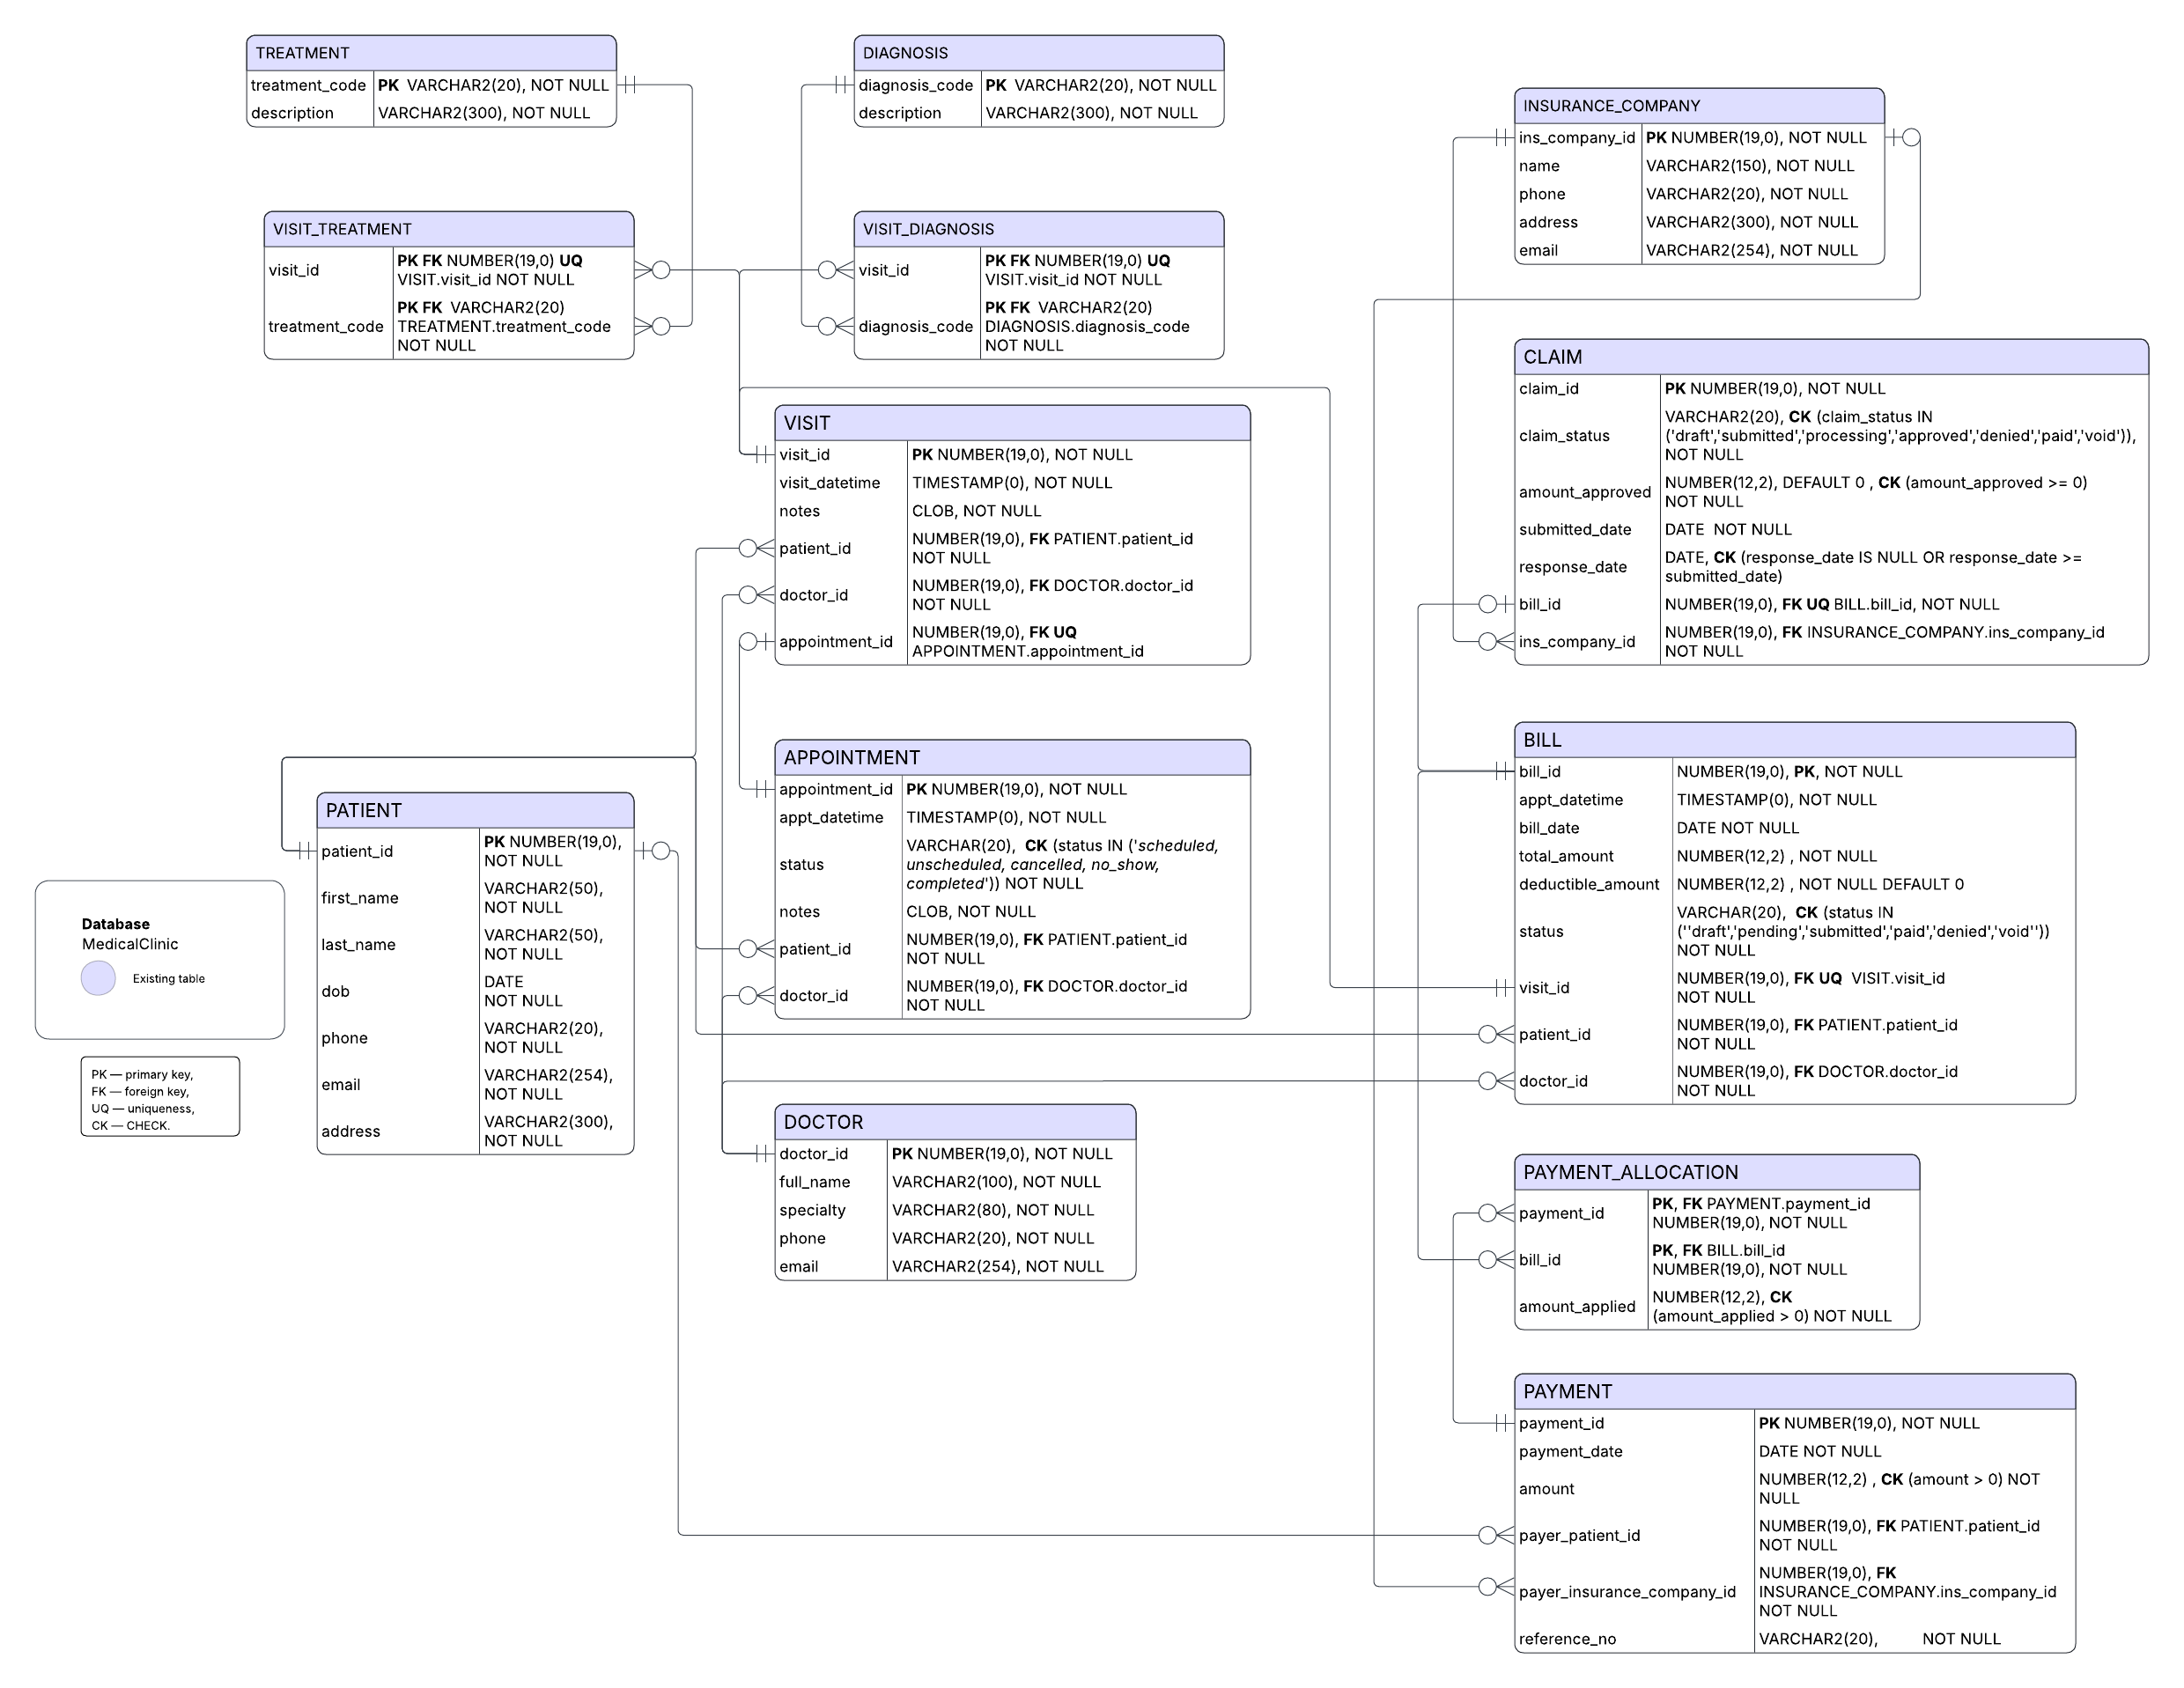 TREATMENT
treatment_code PK VARCHAR2(20), NOT NULL
description VARCHAR2(300), NOT NULL
DIAGNOSIS
diagnosis_code PK VARCHAR2(20), NOT NULL
description VARCHAR2(300), NOT NULL
INSURANCE_COMPANY
ins_company_id PK NUMBER(19,0), NOT NULL
name VARCHAR2(150), NOT NULL
phone VARCHAR2(20), NOT NULL
address VARCHAR2(300), NOT NULL
email VARCHAR2(254), NOT NULL
VISIT_TREATMENT
visit_id PK FK NUMBER(19,0) UQ
VISIT.visit_id NOT NULL
treatment_code PK FK VARCHAR2(20)
TREATMENT.treatment_code
NOT NULL
VISIT_DIAGNOSIS
visit_id PK FK NUMBER(19,0) UQ
VISIT.visit_id NOT NULL
diagnosis_code PK FK VARCHAR2(20)
DIAGNOSIS.diagnosis_code
NOT NULL
CLAIM
claim_id PK NUMBER(19,0), NOT NULL
claim_status VARCHAR2(20), CK (claim_status IN
('draft','submitted','processing','approved','denied','paid','void')),
NOT NULL
amount_approved NUMBER(12,2), DEFAULT 0 , CK (amount_approved >= 0)
NOT NULL
submitted_date DATE NOT NULL
response_date DATE, CK (response_date IS NULL OR response_date >=
submitted_date)
bill_id NUMBER(19,0), FK UQ BILL.bill_id, NOT NULL
ins_company_id NUMBER(19,0), FK INSURANCE_COMPANY.ins_company_id
NOT NULL
VISIT
visit_id PK NUMBER(19,0), NOT NULL
visit_datetime TIMESTAMP(0), NOT NULL
notes CLOB, NOT NULL
patient_id NUMBER(19,0), FK PATIENT.patient_id
NOT NULL
doctor_id NUMBER(19,0), FK DOCTOR.doctor_id
NOT NULL
appointment_id NUMBER(19,0), FK UQ
APPOINTMENT.appointment_id
BILL
bill_id NUMBER(19,0), PK, NOT NULL
appt_datetime TIMESTAMP(0), NOT NULL
bill_date DATE NOT NULL
total_amount NUMBER(12,2) , NOT NULL
deductible_amount NUMBER(12,2) , NOT NULL DEFAULT 0
status VARCHAR(20), CK (status IN
(''draft','pending','submitted','paid','denied','void''))
NOT NULL
visit_id NUMBER(19,0), FK UQ VISIT.visit_id
NOT NULL
patient_id NUMBER(19,0), FK PATIENT.patient_id
NOT NULL
doctor_id NUMBER(19,0), FK DOCTOR.doctor_id
NOT NULL
APPOINTMENT
appointment_id PK NUMBER(19,0), NOT NULL
appt_datetime TIMESTAMP(0), NOT NULL
status VARCHAR(20), CK (status IN ('scheduled,
unscheduled, cancelled, no_show,
completed')) NOT NULL
notes CLOB, NOT NULL
patient_id NUMBER(19,0), FK PATIENT.patient_id
NOT NULL
doctor_id NUMBER(19,0), FK DOCTOR.doctor_id
NOT NULL
PATIENT
patient_id PK NUMBER(19,0),
NOT NULL
first_name VARCHAR2(50),
NOT NULL
last_name VARCHAR2(50),
NOT NULL
dob DATE
NOT NULL
phone VARCHAR2(20),
NOT NULL
email VARCHAR2(254),
NOT NULL
address VARCHAR2(300),
NOT NULL
Database
MedicalClinic
Existing table
PK — primary key,
FK — foreign key,
UQ — uniqueness,
CK — CHECK.
DOCTOR
doctor_id PK NUMBER(19,0), NOT NULL
full_name VARCHAR2(100), NOT NULL
specialty VARCHAR2(80), NOT NULL
phone VARCHAR2(20), NOT NULL
email VARCHAR2(254), NOT NULL
PAYMENT_ALLOCATION
payment_id PK, FK PAYMENT.payment_id
NUMBER(19,0), NOT NULL
bill_id PK, FK BILL.bill_id
NUMBER(19,0), NOT NULL
amount_applied NUMBER(12,2), CK
(amount_applied > 0) NOT NULL
PAYMENT
payment_id PK NUMBER(19,0), NOT NULL
payment_date DATE NOT NULL
amount NUMBER(12,2) , CK (amount > 0) NOT
NULL
payer_patient_id NUMBER(19,0), FK PATIENT.patient_id
NOT NULL
payer_insurance_company_id NUMBER(19,0), FK
INSURANCE_COMPANY.ins_company_id
NOT NULL
reference_no VARCHAR2(20), NOT NULL